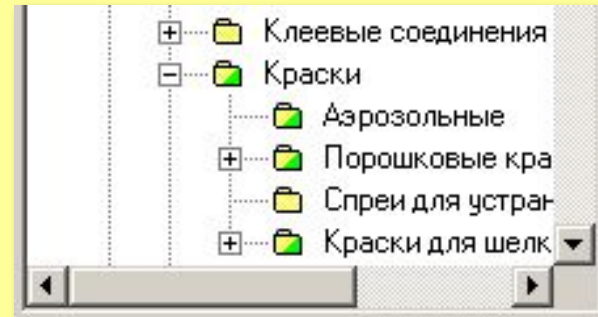 Клеевые соединения
Краски
Аэрозольные
Порошковые кра
Спреи для устран
Краски для шелк